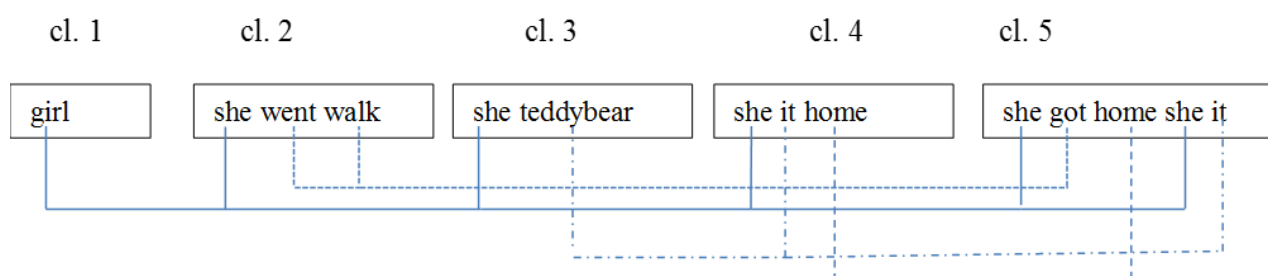 cl. 1 cl. 2 cl. 3 cl. 4 cl. 5
girl she went walk she teddybear she it home she got home she it